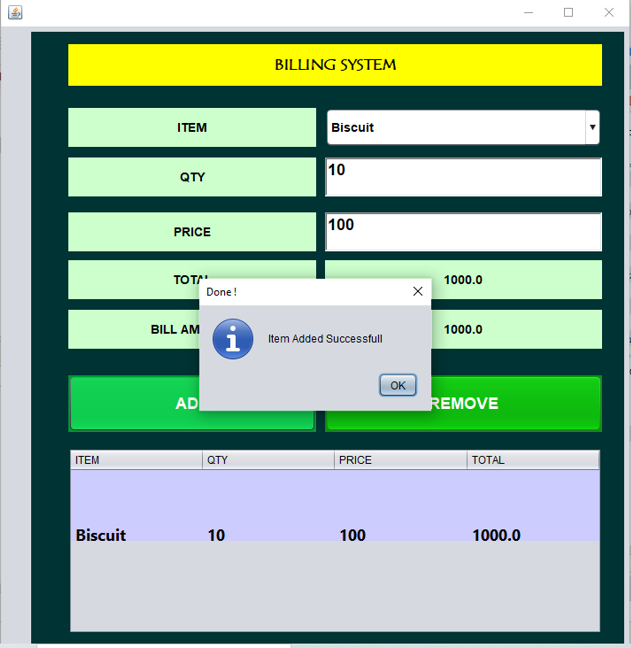 BILLING SYSTEM
ITEM Biscuit
QTY 10
PRICE 100
TOTAL 1000.0
Done !
Item Added Successfull
OK
BILL AM 1000.0
AD REMOVE
ITEM QTY PRICE TOTAL
Biscuit 10 100 1000.0